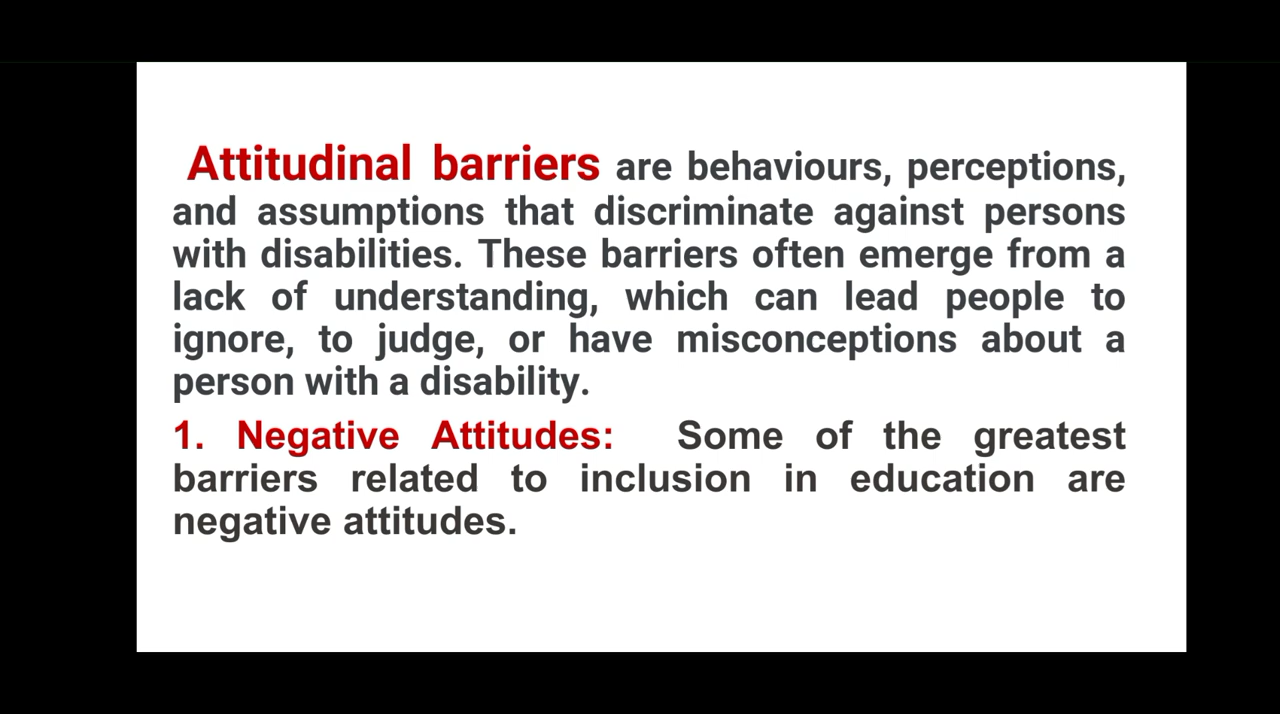 Attitudinal barriers are behaviours, perceptions,
and assumptions that discriminate against persons
with disabilities. These barriers often emerge from a
lack of understanding, which can lead people to
ignore, to judge, or have misconceptions about a
person with a disability.
1. Negative Attitudes: Some of the greatest
barriers related to inclusion in education are
negative attitudes.